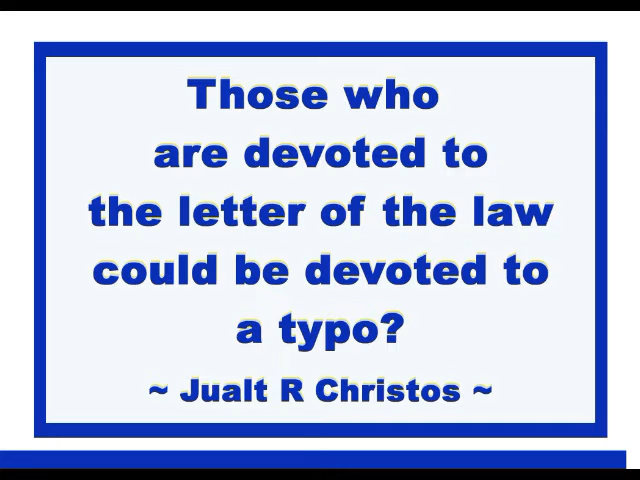 Those who
are devoted to
the letter of the law
could be devoted to
a typo?
~ Jualt R Christos ~